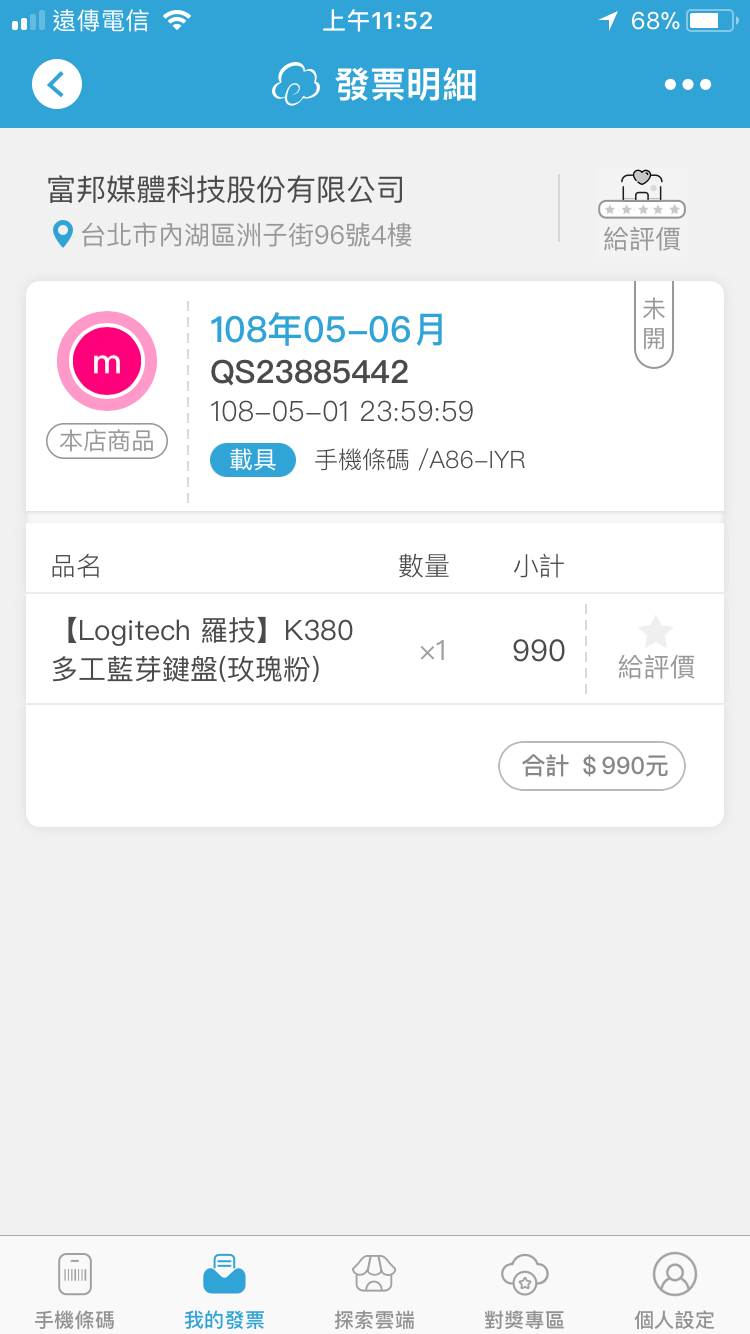 遠傳電信 上午11:52 68%
發票明細
富邦媒體科技股份有限公司
台北市內湖區洲子街96號4樓
給評價
m
本店商品
108年05-06月
QS23885442
108-05-01 23:59:59
載具 手機條碼 /A86-IYR
未開
品名 數量 小計
【Logitech 羅技】K380
多工藍芽鍵盤(玫瑰粉)
×1 990
給評價
合計 $990元
手機條碼 我的發票 探索雲端 對獎專區 個人設定